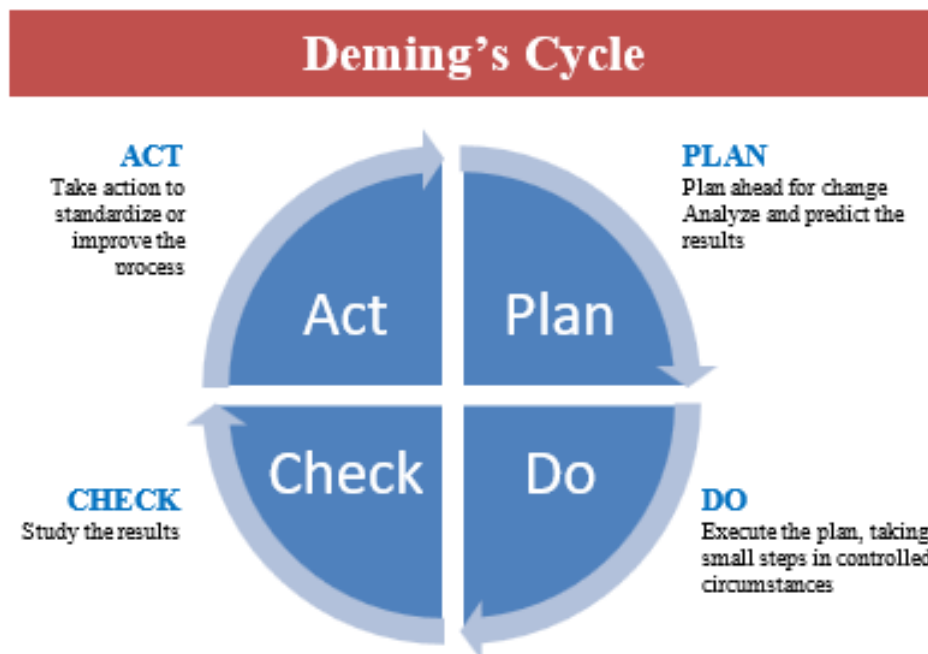 Deming's Cycle
ACT
Take action to
standardize or
improve the
process
PLAN
Plan ahead for change
Analyze and predict the
results
Act
Plan
Check
Do
CHECK
Study the results
DO
Execute the plan, taking
small steps in controlled
circumstances